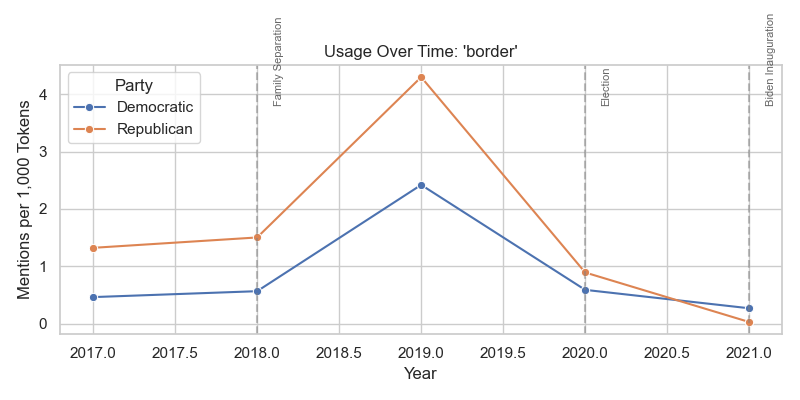 Usage Over Time: 'border'
Family Separation
Election
Biden Inauguration
Party
Democratic
Republican
Mentions per 1,000 Tokens
4
3
2
1
0
2017.0
2017.5
2018.0
2018.5
2019.0
2019.5
2020.0
2020.5
2021.0
Year